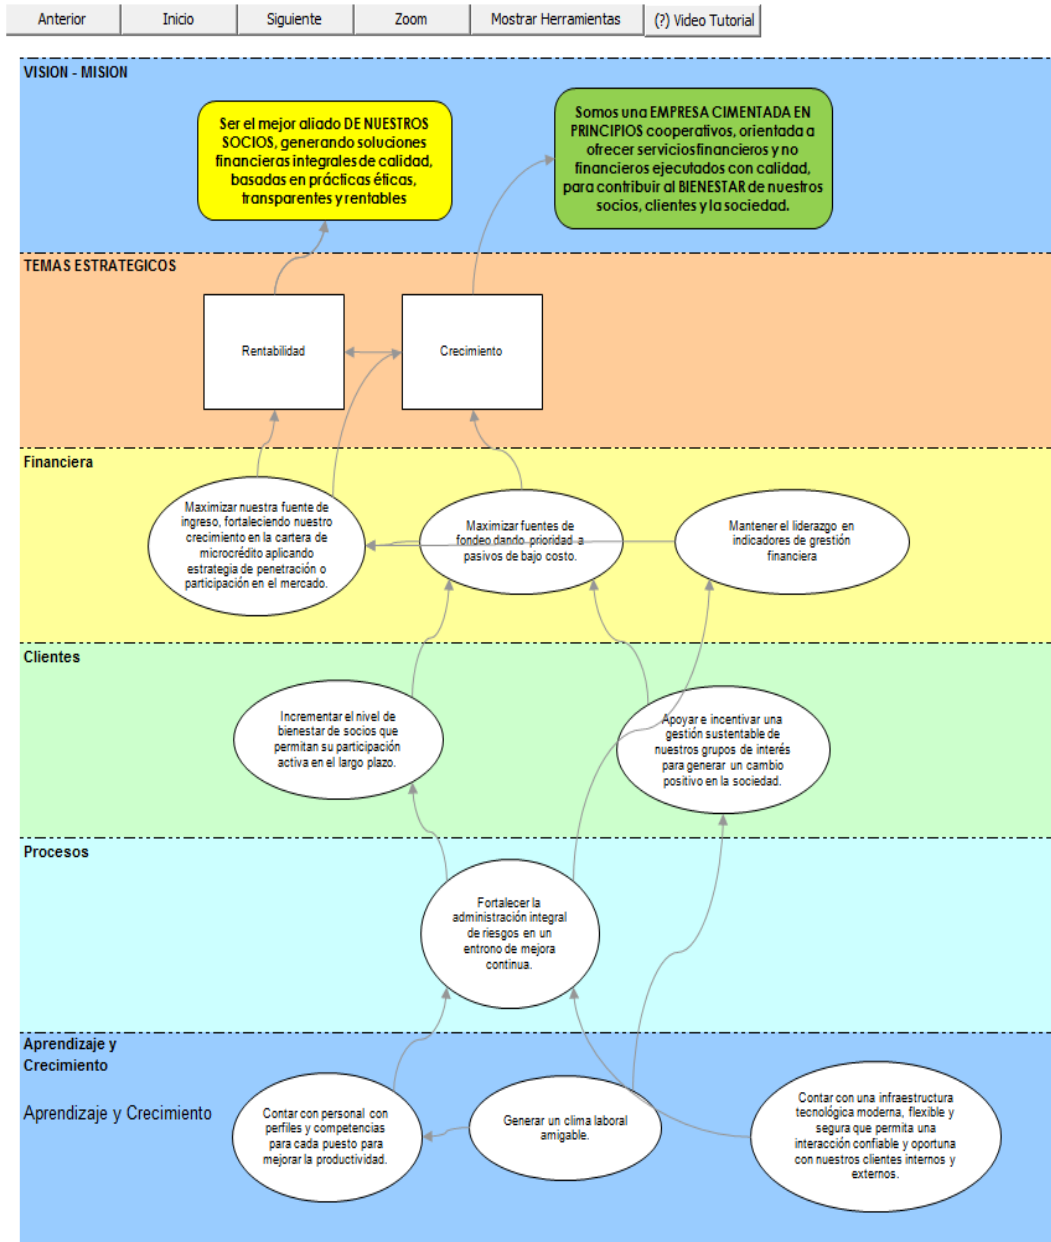 Anterior
Inicio
Siguiente
Zoom
Mostrar Herramientas
(?) Video Tutorial
VISION - MISION
Ser el mejor aliado DE NUESTROS
SOCIOS, generando soluciones
financieras integrales de calidad,
basadas en prácticas éticas,
transparentes y rentables
Somos una EMPRESA CIMENTADA EN
PRINCIPIOS cooperativos, orientada a
ofrecer servicios financieros y no
financieros ejecutados con calidad,
para contribuir al BIENESTAR de nuestros
socios, clientes y la sociedad.
TEMAS ESTRATEGICOS
Rentabilidad
Crecimiento
Financiera
Maximizar nuestra fuente de
ingreso, fortaleciendo nuestro
crecimiento en la cartera de
microcrédito aplicando
estrategia de penetración o
participación en el mercado.
Maximizar fuentes de
fondeo dando prioridad a
pasivos de bajo costo.
Mantener el liderazgo en
indicadores de grestión
financiera
Clientes
Incrementar el nivel de
bienestar de socios que
permitan su participación
activa en el largo plazo.
Apoyar e incentivar una
gestión sustentable de
nuestros grupos de interés
para generar un cambio
positivo en la sociedad.
Procesos
Fortalecer la
administración integral
de riesgos en un
entrono de mejora
continua.
Aprendizaje y
Crecimiento
Aprendizaje y Crecimiento
Contar con personal con
perfiles y competencias
para cada puesto para
mejorar la productividad.
Generar un clima laboral
amigable.
Contar con una infraestructura
tecnológica moderna, flexible y
segura que permita una
interacción confiable y oportuna
con nuestros clientes internos y
externos.